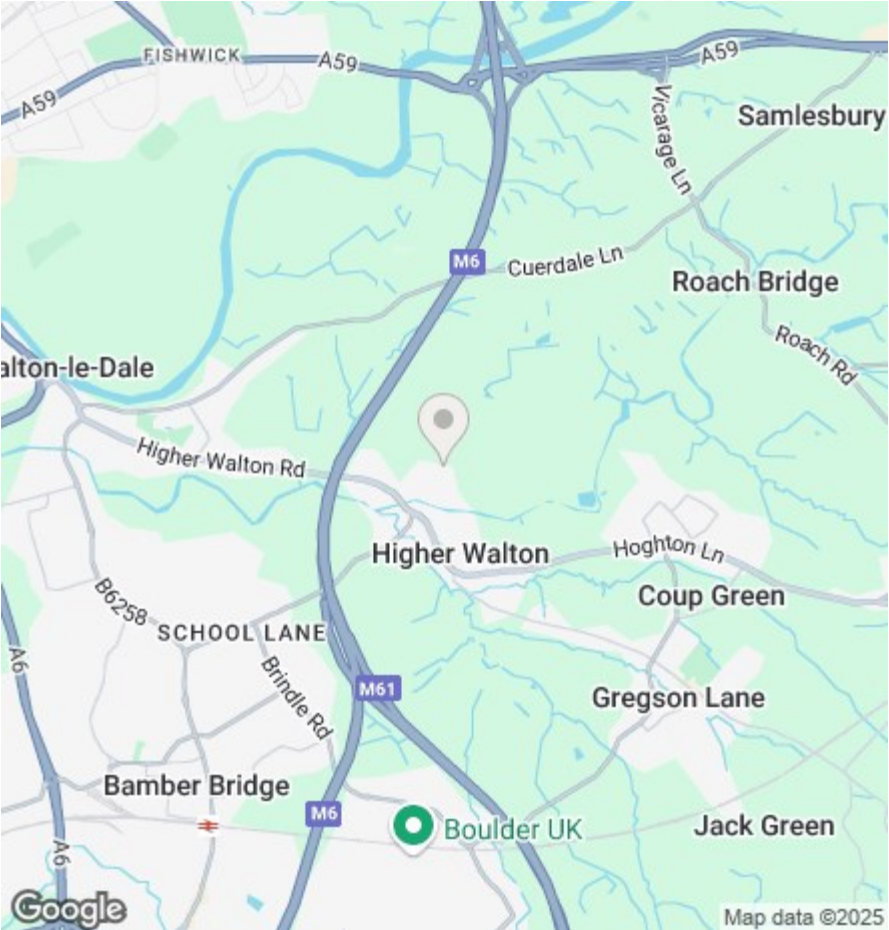 FISHWICK
A59
A59
A59
Samlesbury
Vicarage Ln
M6
Cuerdale Ln
Roach Bridge
Roach Rd
alton-le-Dale
Higher Walton Rd
Higher Walton
Hoghton Ln
B6258
Coup Green
SCHOOL LANE
A6
Brindle Rd
M61
Gregson Lane
Bamber Bridge
M6
Boulder UK
Jack Green
A6
Google
Map data ©2025